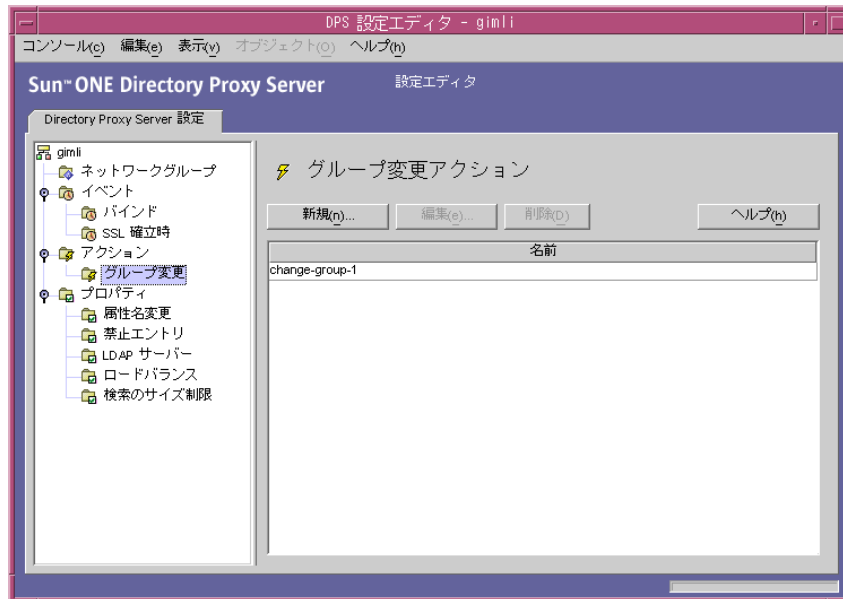 DPS 設定エディタ - gimli
コンソール(c) 編集(e) 表示(v) オブジェクト(o) ヘルプ(h)
Sun™ ONE Directory Proxy Server 設定エディタ
Directory Proxy Server 設定
gimli
ネットワークグループ
イベント
バインド
SSL 確立時
アクション
グループ変更
プロパティ
属性名変更
禁止エントリ
LDAP サーバー
ロードバランス
検索のサイズ制限
グループ変更アクション
新規(n)... 編集(e)... 削除(D) ヘルプ(h)
名前
change-group-1